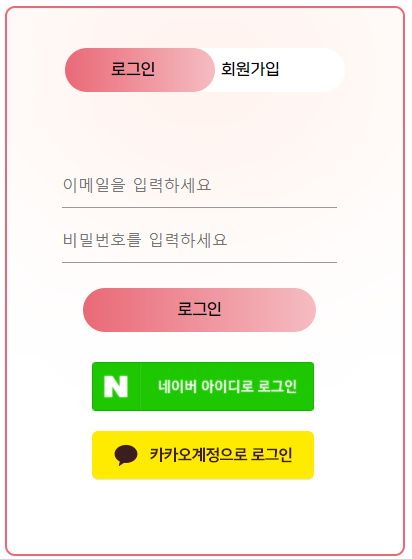 로그인 회원가입
이메일을 입력하세요
비밀번호를 입력하세요
로그인
N 네이버 아이디로 로그인
카카오계정으로 로그인